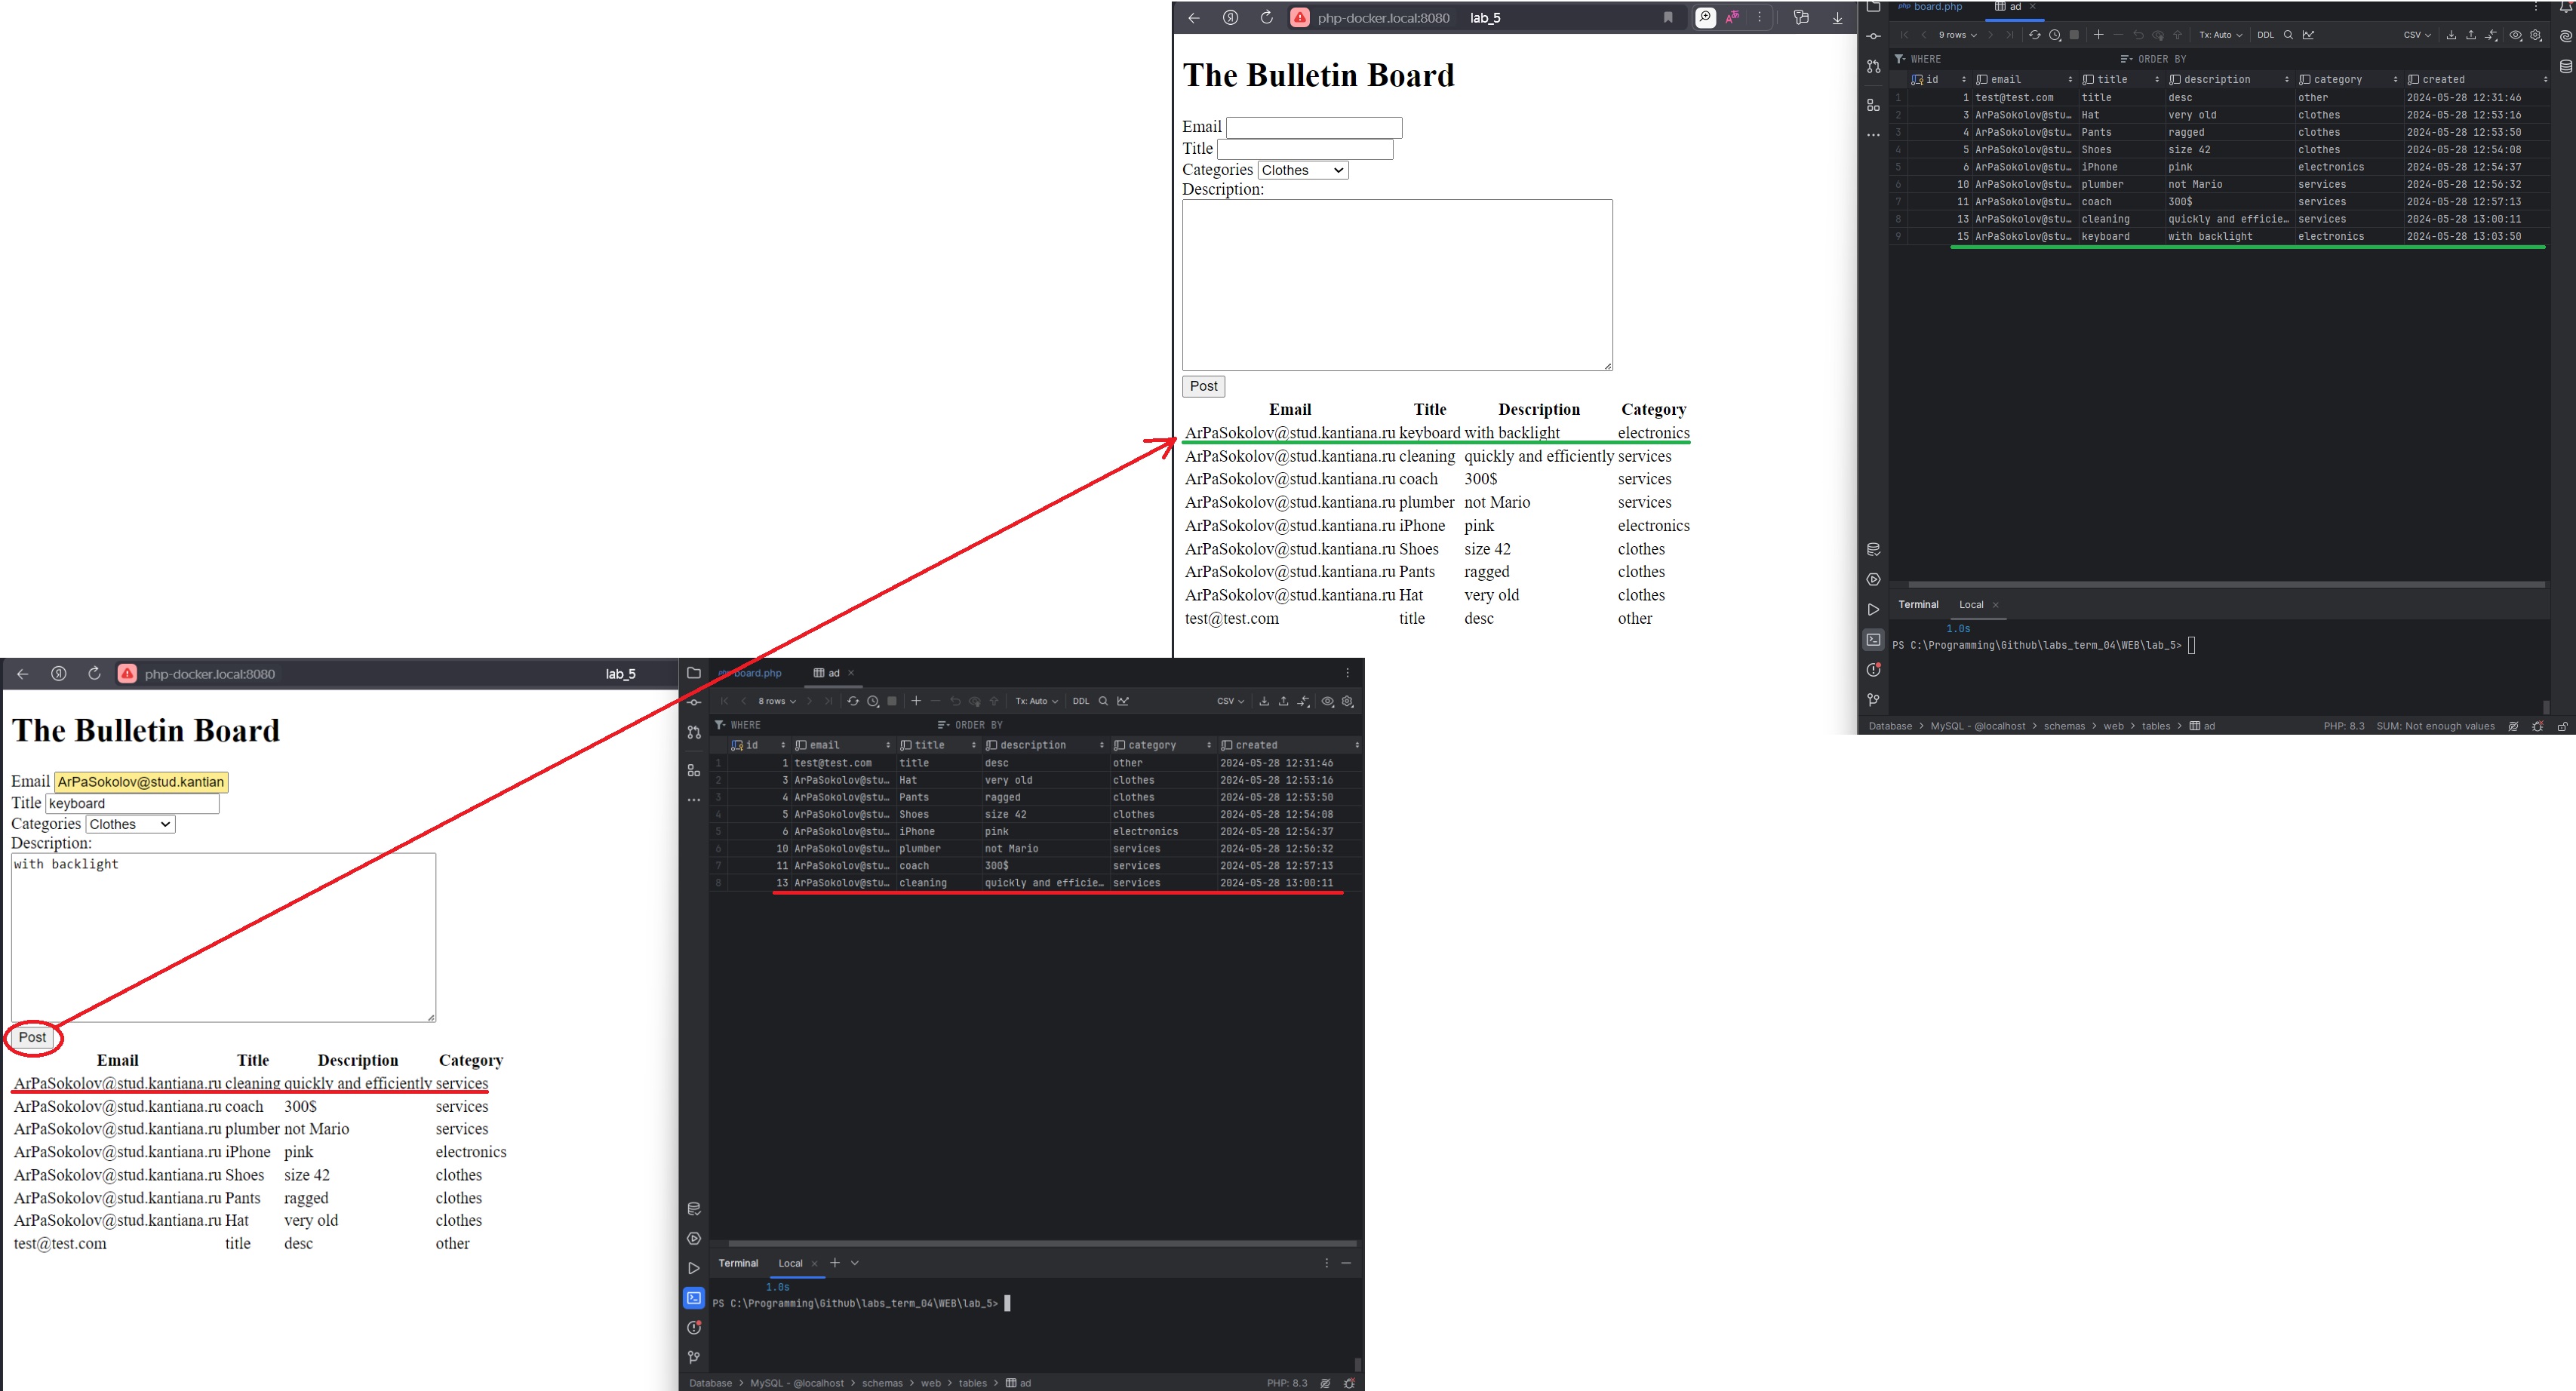 php-docker.local:8080 lab_5
The Bulletin Board
Email
Title
Categories Clothes
Description:
Post
Email Title Description Category
ArPaSokolov@stud.kantiana.ru keyboard with backlight electronics
ArPaSokolov@stud.kantiana.ru cleaning quickly and efficiently services
ArPaSokolov@stud.kantiana.ru coach 300$ services
ArPaSokolov@stud.kantiana.ru plumber not Mario services
ArPaSokolov@stud.kantiana.ru iPhone pink electronics
ArPaSokolov@stud.kantiana.ru Shoes size 42 clothes
ArPaSokolov@stud.kantiana.ru Pants ragged clothes
ArPaSokolov@stud.kantiana.ru Hat very old clothes
test@test.com title desc other
php board.php ad
9 rows Tx: Auto DDL CSV
WHERE ORDER BY
id email title description category created
1 1 test@test.com title desc other 2024-05-28 12:31:46
2 3 ArPaSokolov@stu… Hat very old clothes 2024-05-28 12:53:16
3 4 ArPaSokolov@stu… Pants ragged clothes 2024-05-28 12:53:50
4 5 ArPaSokolov@stu… Shoes size 42 clothes 2024-05-28 12:54:08
5 6 ArPaSokolov@stu… iPhone pink electronics 2024-05-28 12:54:37
6 10 ArPaSokolov@stu… plumber not Mario services 2024-05-28 12:56:32
7 11 ArPaSokolov@stu… coach 300$ services 2024-05-28 12:57:13
8 13 ArPaSokolov@stu… cleaning quickly and efficie… services 2024-05-28 13:00:11
9 15 ArPaSokolov@stu… keyboard with backlight electronics 2024-05-28 13:03:50
Terminal Local
1.0s
PS C:\Programming\Github\labs_term_04\WEB\lab_5>
Database > MySQL - @localhost > schemas > web > tables > ad PHP: 8.3 SUM: Not enough values
php-docker.local:8080 lab_5
The Bulletin Board
Email ArPaSokolov@stud.kantian
Title keyboard
Categories Clothes
Description:
with backlight
Post
Email Title Description Category
ArPaSokolov@stud.kantiana.ru cleaning quickly and efficiently services
ArPaSokolov@stud.kantiana.ru coach 300$ services
ArPaSokolov@stud.kantiana.ru plumber not Mario services
ArPaSokolov@stud.kantiana.ru iPhone pink electronics
ArPaSokolov@stud.kantiana.ru Shoes size 42 clothes
ArPaSokolov@stud.kantiana.ru Pants ragged clothes
ArPaSokolov@stud.kantiana.ru Hat very old clothes
test@test.com title desc other
board.php ad
8 rows Tx: Auto DDL CSV
WHERE ORDER BY
id email title description category created
1 1 test@test.com title desc other 2024-05-28 12:31:46
2 3 ArPaSokolov@stu… Hat very old clothes 2024-05-28 12:53:16
3 4 ArPaSokolov@stu… Pants ragged clothes 2024-05-28 12:53:50
4 5 ArPaSokolov@stu… Shoes size 42 clothes 2024-05-28 12:54:08
5 6 ArPaSokolov@stu… iPhone pink electronics 2024-05-28 12:54:37
6 10 ArPaSokolov@stu… plumber not Mario services 2024-05-28 12:56:32
7 11 ArPaSokolov@stu… coach 300$ services 2024-05-28 12:57:13
8 13 ArPaSokolov@stu… cleaning quickly and efficie… services 2024-05-28 13:00:11
Terminal Local
1.0s
PS C:\Programming\Github\labs_term_04\WEB\lab_5>
Database > MySQL - @localhost > schemas > web > tables > ad PHP: 8.3